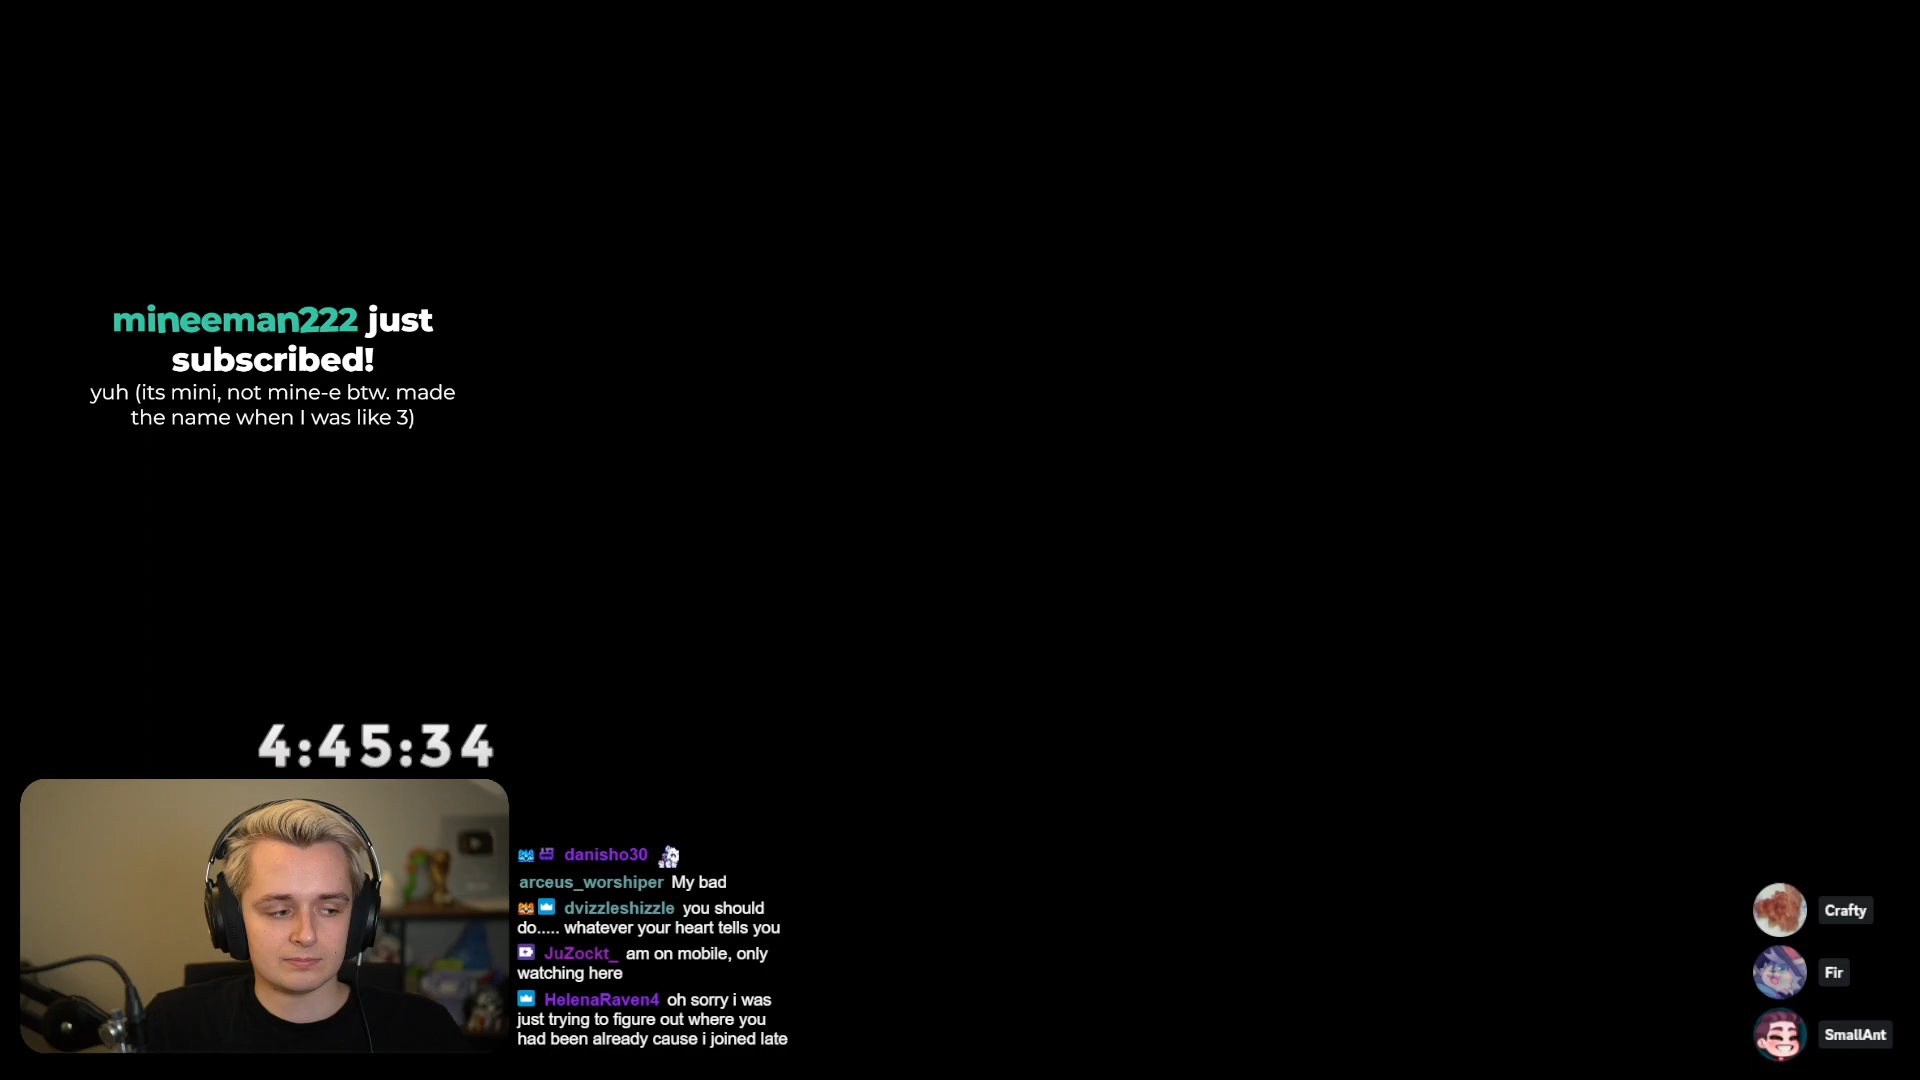 mineeman222 just
subscribed!
yuh (its mini, not mine-e btw. made
the name when I was like 3)
4:45:34
danisho30
arceus_worshiper My bad
dvizzleshizzle you should
do..... whatever your heart tells you
JuZockt_ am on mobile, only
watching here
HelenaRaven4 oh sorry i was
just trying to figure out where you
had been already cause i joined late
Crafty
Fir
SmallAnt